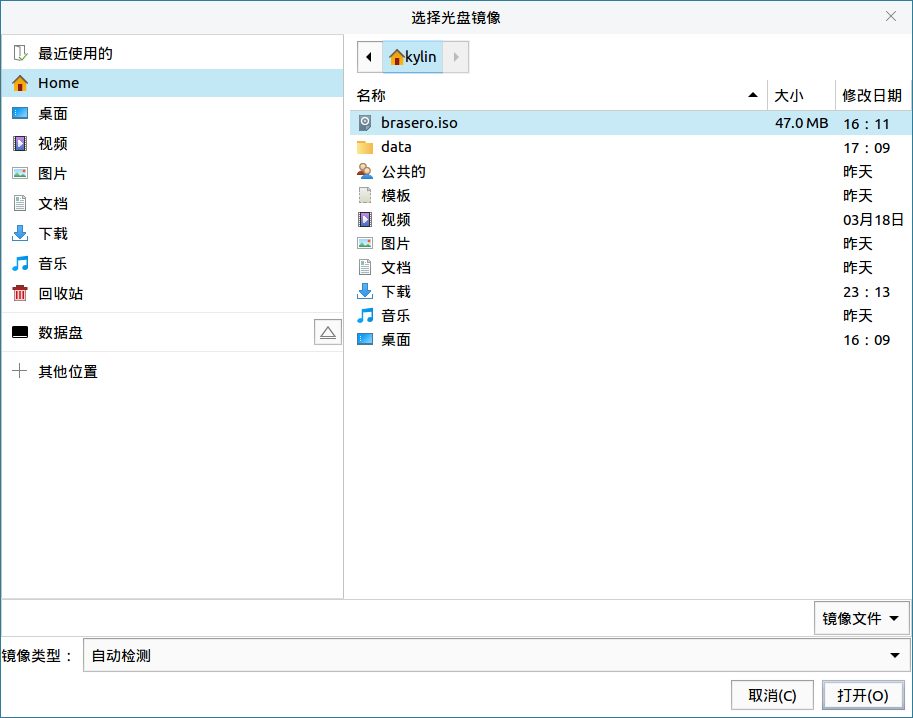 选择光盘镜像
最近使用的
Home
桌面
视频
图片
文档
下载
音乐
回收站
数据盘
其他位置
kylin
名称 大小 修改日期
brasero.iso 47.0 MB 16：11
data 17：09
公共的 昨天
模板 昨天
视频 03月18日
图片 昨天
文档 昨天
下载 23：13
音乐 昨天
桌面 16：09
镜像文件
镜像类型： 自动检测
取消(C) 打开(O)